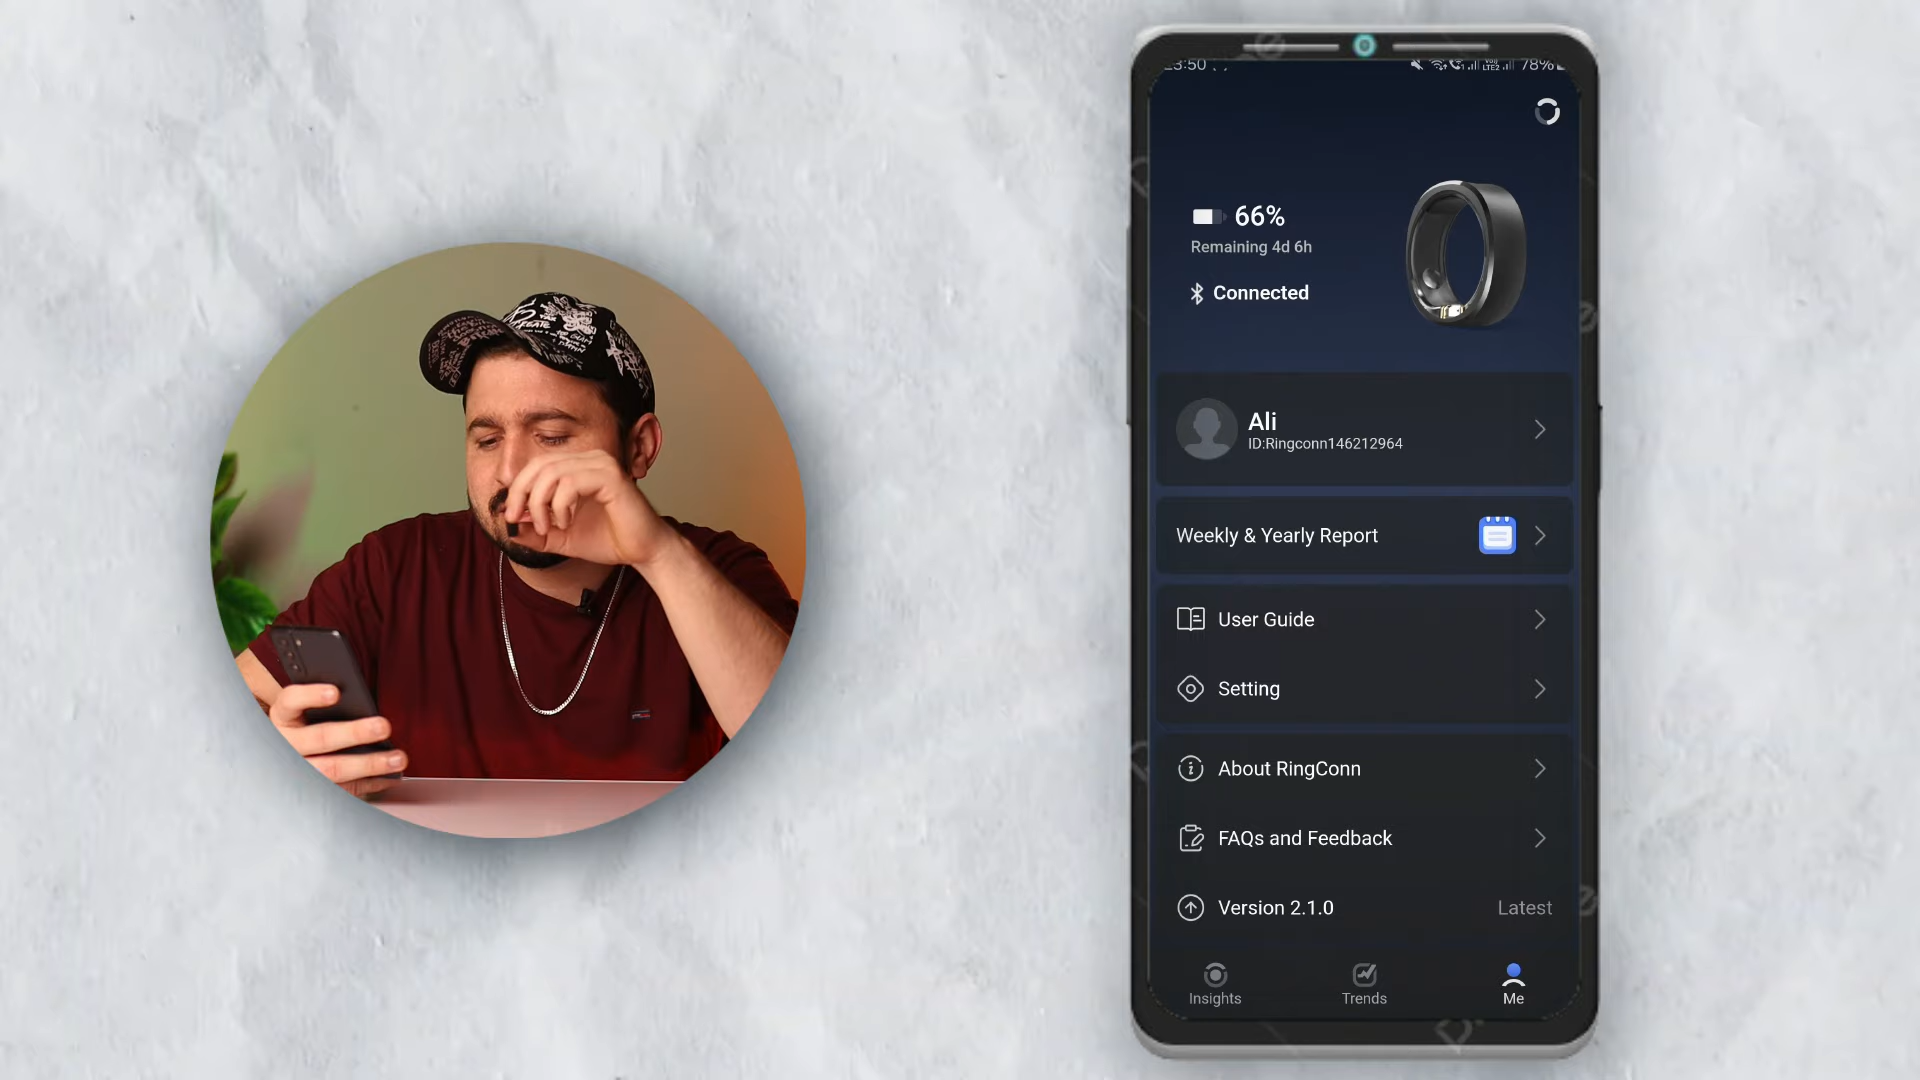 78%
66%
Remaining 4d 6h
Connected
Ali
ID:Ringconn146212964
Weekly & Yearly Report
User Guide
Setting
About RingConn
FAQs and Feedback
Version 2.1.0
Latest
Insights
Trends
Me